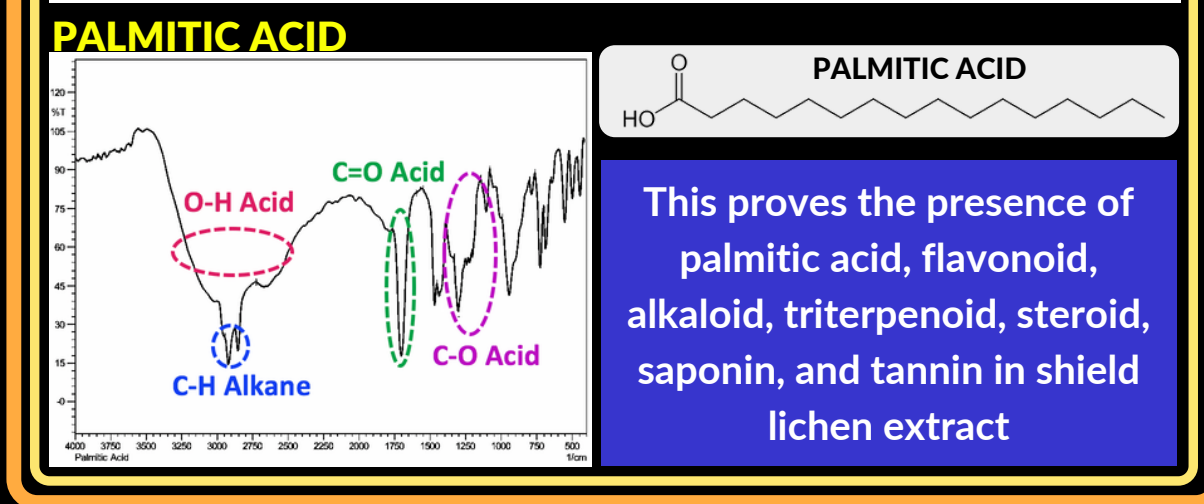 PALMITIC ACID
120
%T
105
90
75
60
45
30
15
-0
O-H Acid
C=O Acid
C-H Alkane
C-O Acid
4000 3750 3500 3250 3000 2750 2500 2250 2000 1750 1500 1250 1000 750 500
Palmitic Acid 1/cm
PALMITIC ACID
O
HO
This proves the presence of
palmitic acid, flavonoid,
alkaloid, triterpenoid, steroid,
saponin, and tannin in shield
lichen extract